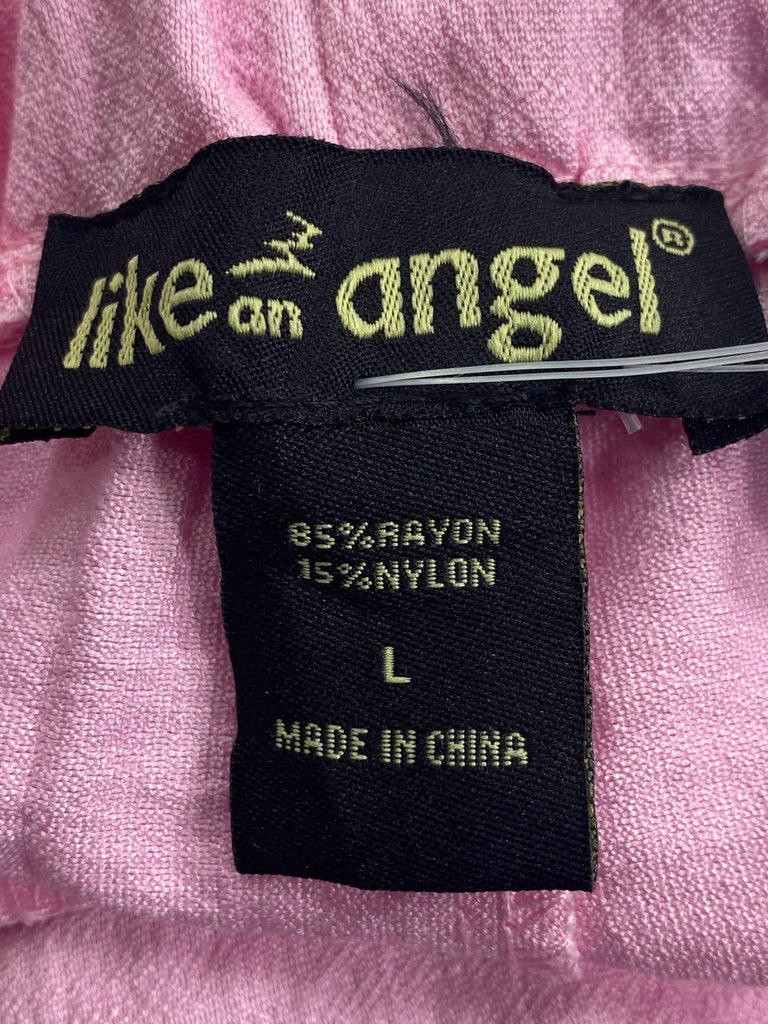 like an angel®
85%RAYON
15%NYLON
L
MADE IN CHINA